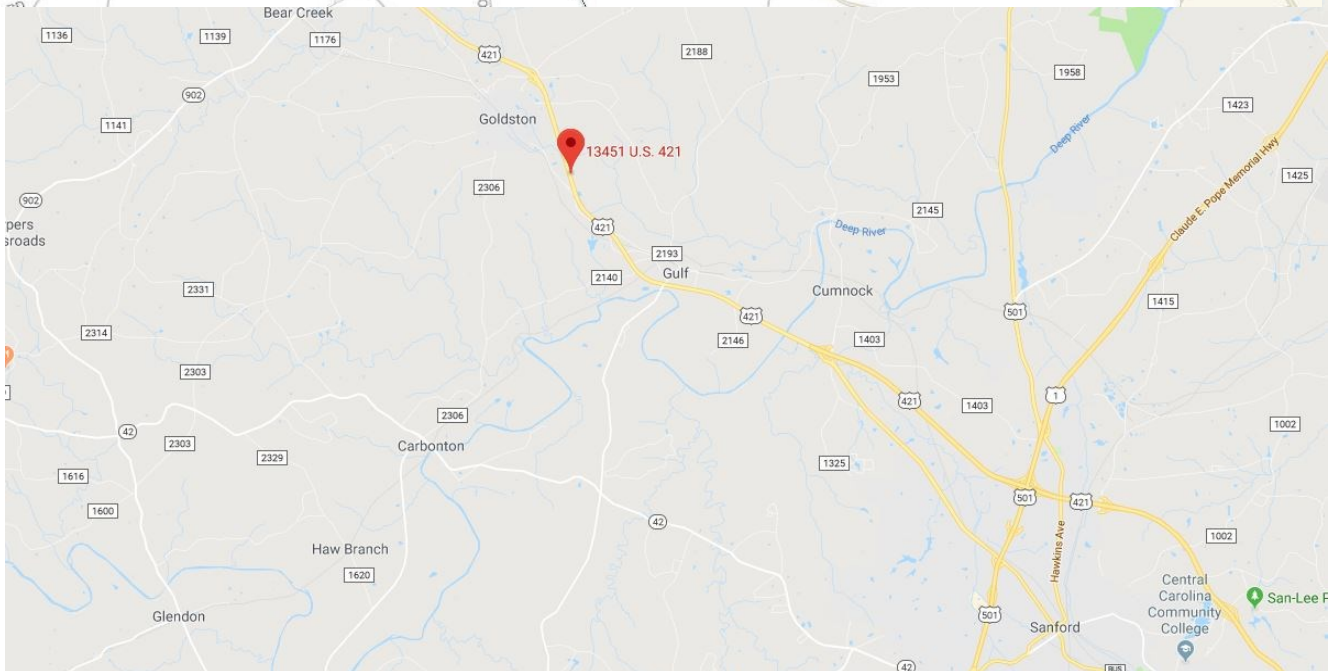 Bear Creek
1136
1139
1176
421
2188
1953
1958
902
1423
1141
Goldston
13451 U.S. 421
Deep River
Claude E. Pope Memorial Hwy
1425
2306
902
2145
421
Deep River
2193
Gulf
2140
Cumnock
2331
1415
501
421
2314
2146
1403
2303
1
421
1403
2306
42
2303
Carbonton
1002
2329
1325
1616
501
421
1600
42
1002
Hawkins Ave
Haw Branch
1620
Central
Carolina
Community
College
San-Lee P
Glendon
501
Sanford
42